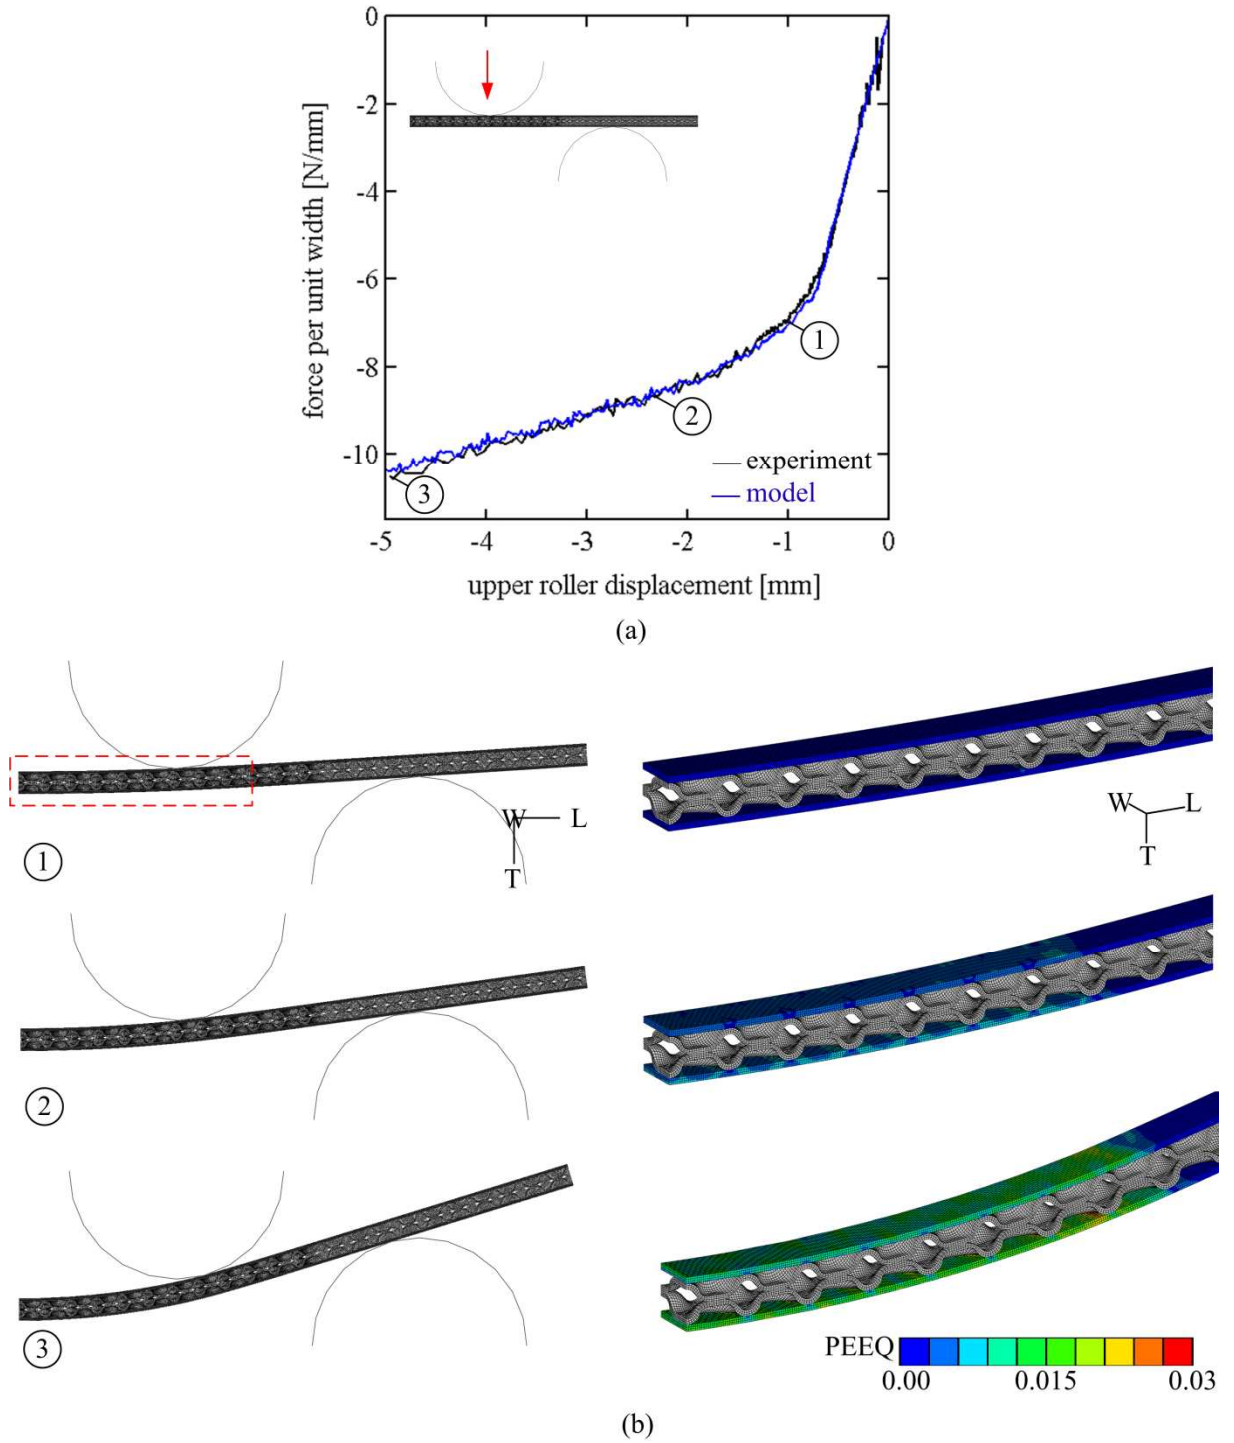 0
-2
-4
-6
-8
-10
force per unit width [N/mm]
1
2
3
experiment
model
-5 -4 -3 -2 -1 0
upper roller displacement [mm]
(a)
W L
T
1
W L
T
2
3
PEEQ
0.00 0.015 0.03
(b)